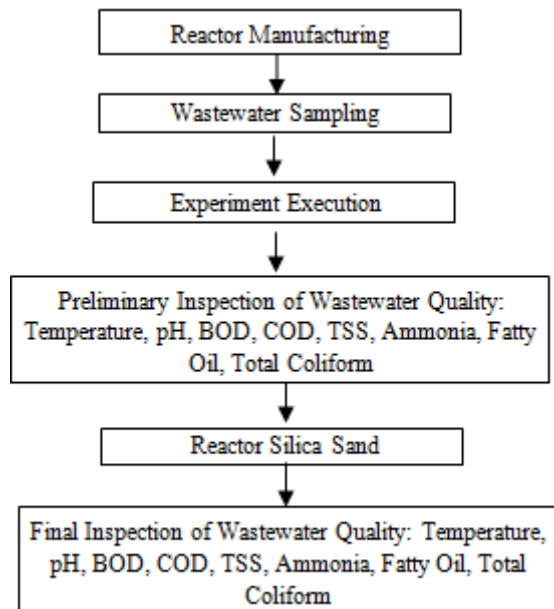 Reactor Manufacturing
Wastewater Sampling
Experiment Execution
Preliminary Inspection of Wastewater Quality:
Temperature, pH, BOD, COD, TSS, Ammonia, Fatty
Oil, Total Coliform
Reactor Silica Sand
Final Inspection of Wastewater Quality: Temperature,
pH, BOD, COD, TSS, Ammonia, Fatty Oil, Total
Coliform